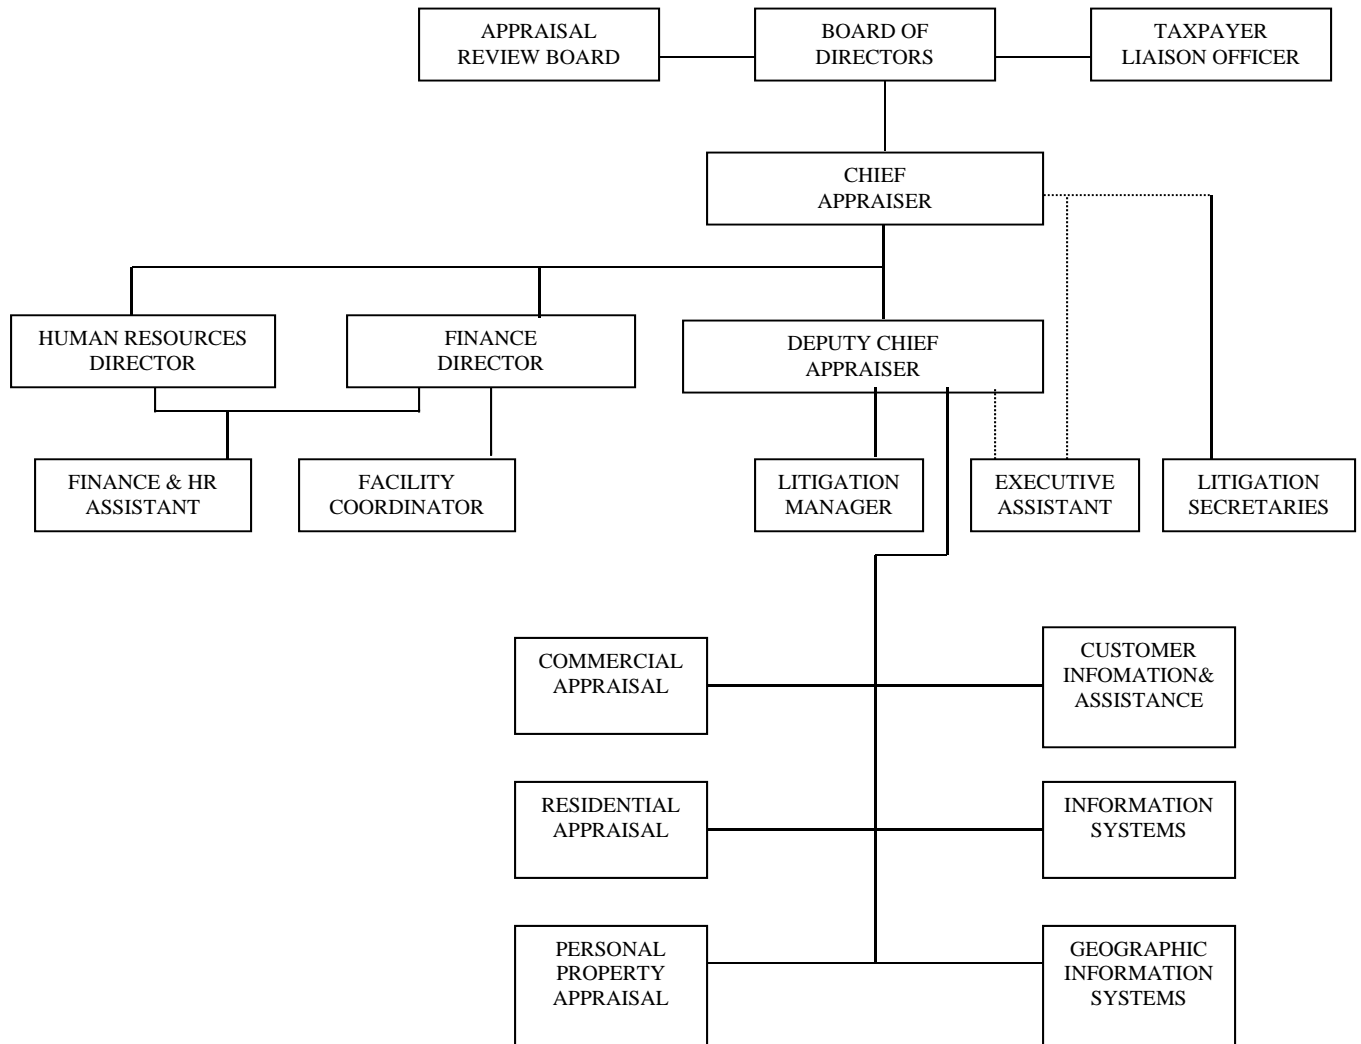 APPRAISAL
REVIEW BOARD
BOARD OF
DIRECTORS
TAXPAYER
LIAISON OFFICER
CHIEF
APPRAISER
HUMAN RESOURCES
DIRECTOR
FINANCE
DIRECTOR
DEPUTY CHIEF
APPRAISER
FINANCE & HR
ASSISTANT
FACILITY
COORDINATOR
LITIGATION
MANAGER
EXECUTIVE
ASSISTANT
LITIGATION
SECRETARIES
COMMERCIAL
APPRAISAL
CUSTOMER
INFOMATION&
ASSISTANCE
RESIDENTIAL
APPRAISAL
INFORMATION
SYSTEMS
PERSONAL
PROPERTY
APPRAISAL
GEOGRAPHIC
INFORMATION
SYSTEMS